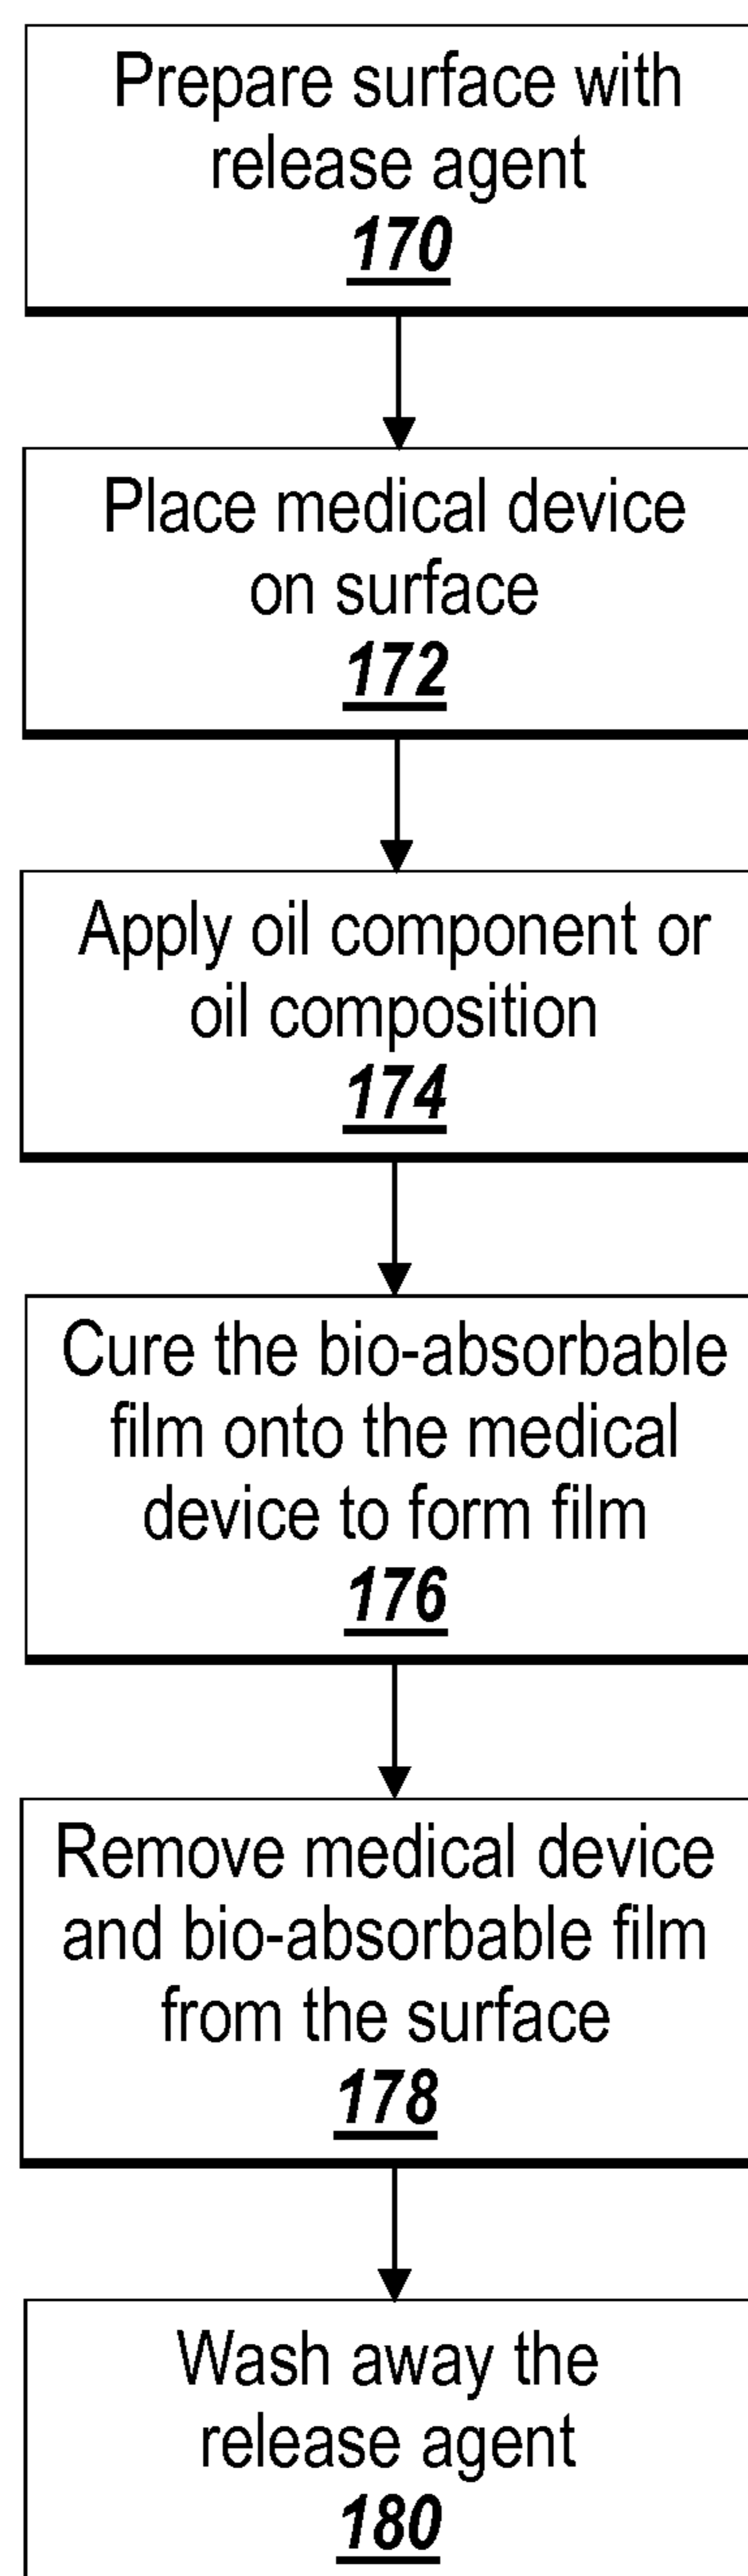 Prepare surface with
release agent
170
Place medical device
on surface
172
Apply oil component or
oil composition
174
Cure the bio-absorbable
film onto the medical
device to form film
176
Remove medical device
and bio-absorbable film
from the surface
178
Wash away the
release agent
180